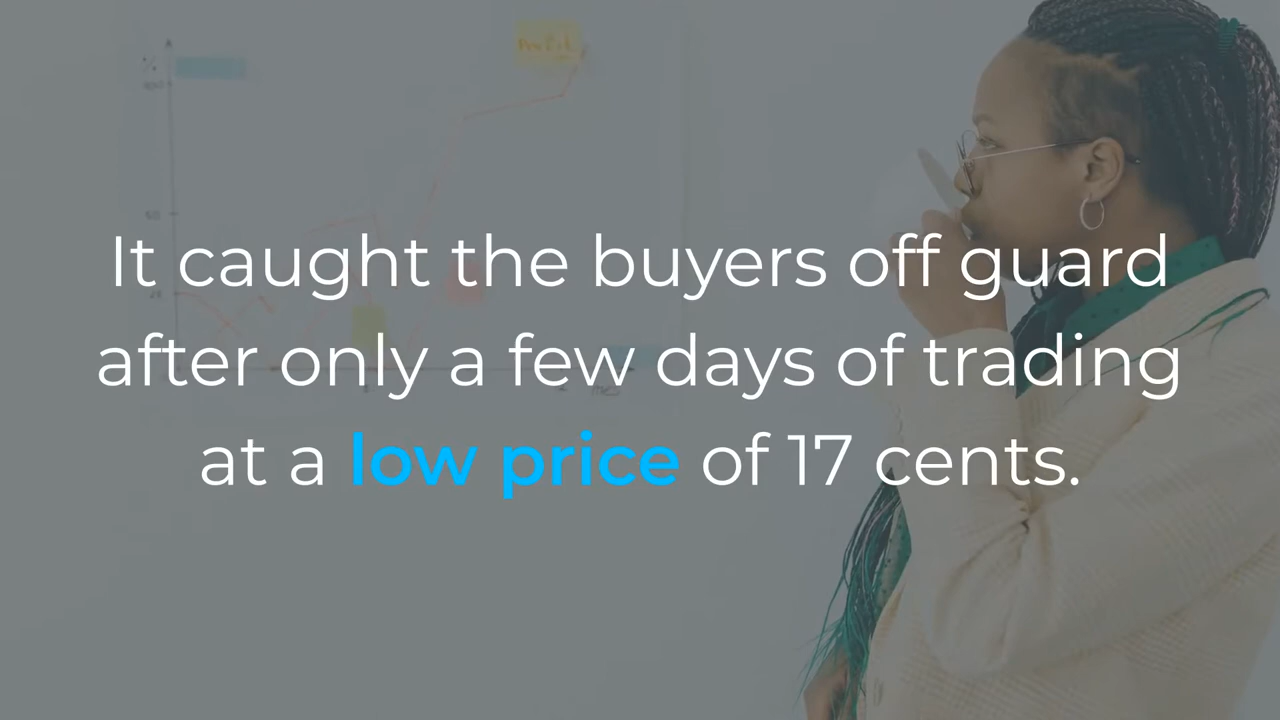 It caught the buyers off guard
after only a few days of trading
at a low price of 17 cents.